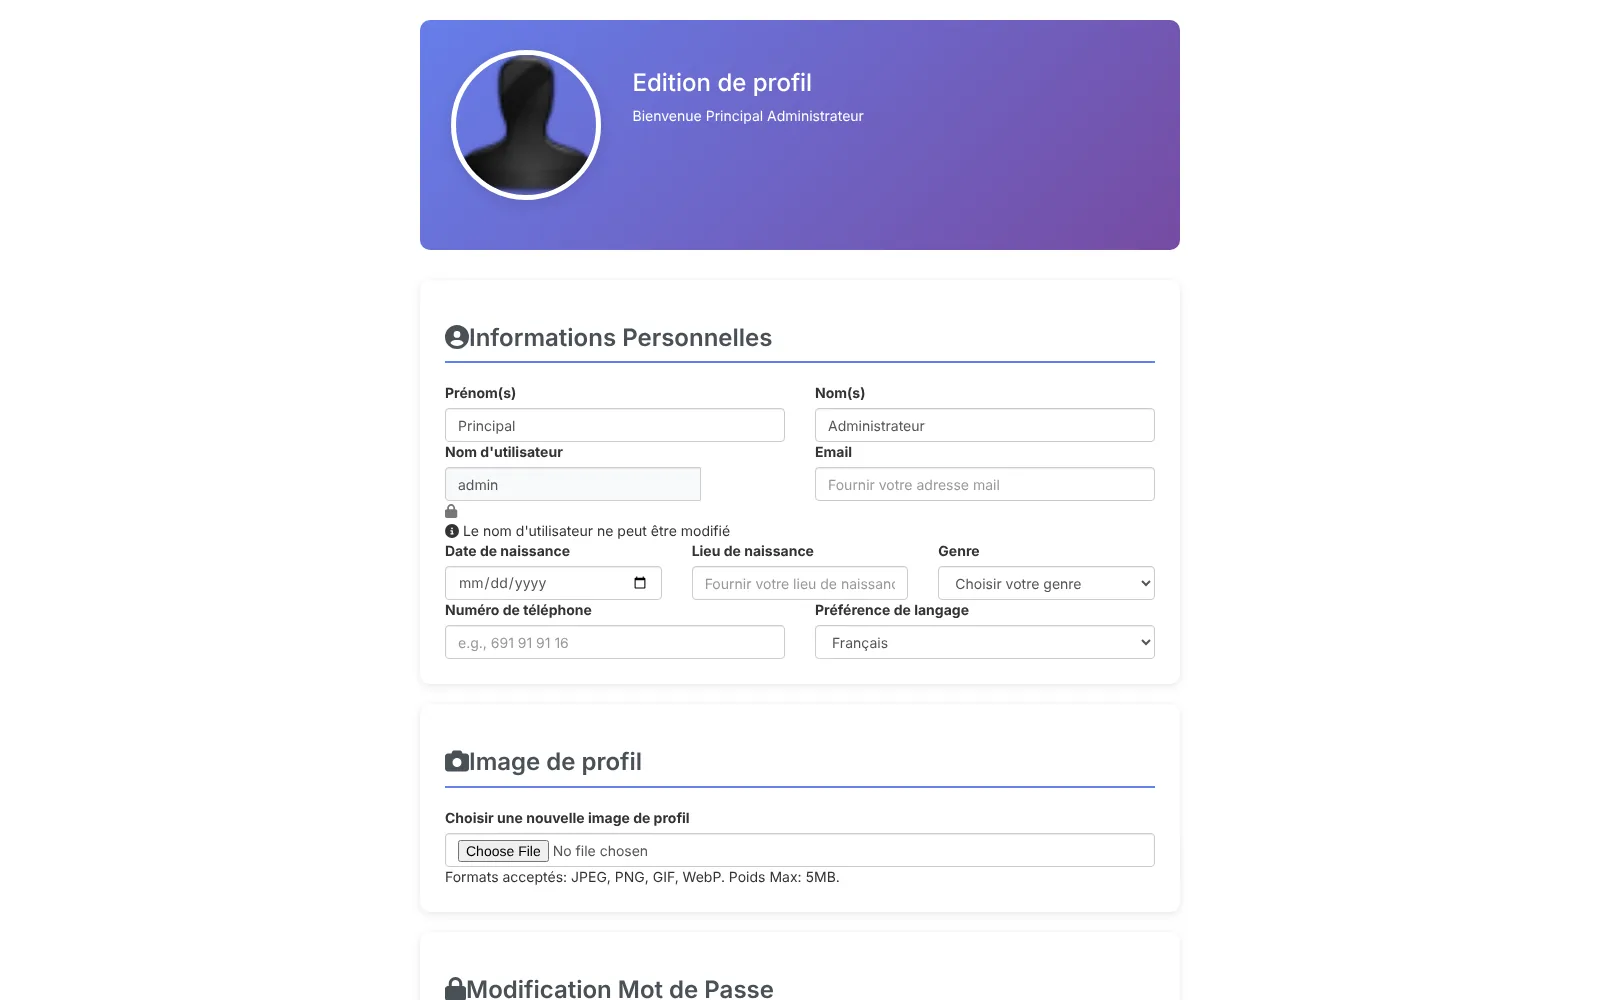 Edition de profil
Bienvenue Principal Administrateur
Informations Personnelles
Prénom(s)
Nom(s)
Principal
Administrateur
Nom d'utilisateur
Email
admin
Fournir votre adresse mail
Le nom d'utilisateur ne peut être modifié
Date de naissance
Lieu de naissance
Genre
mm/dd/yyyy
Fournir votre lieu de naissanc
Choisir votre genre
Numéro de téléphone
Préférence de langage
e.g., 691 91 91 16
Français
Image de profil
Choisir une nouvelle image de profil
Choose File No file chosen
Formats acceptés: JPEG, PNG, GIF, WebP. Poids Max: 5MB.
Modification Mot de Passe